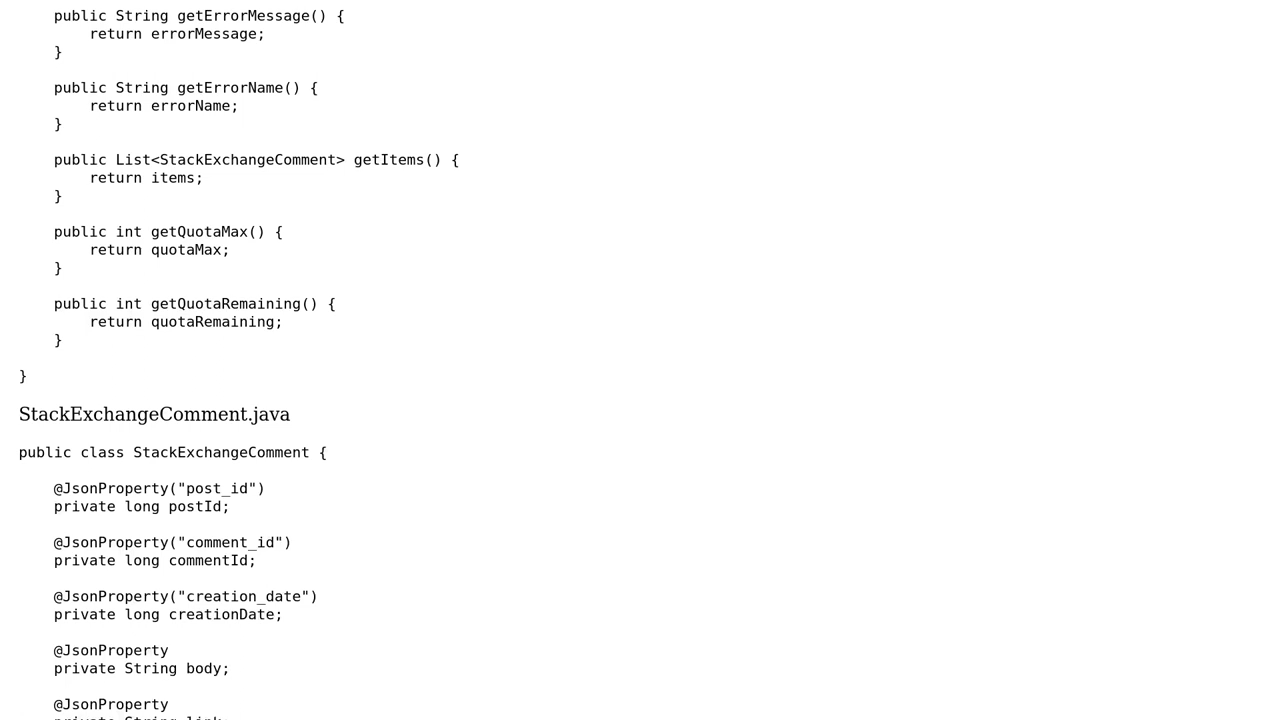 public String getErrorMessage() {
        return errorMessage;
    }

    public String getErrorName() {
        return errorName;
    }

    public List<StackExchangeComment> getItems() {
        return items;
    }

    public int getQuotaMax() {
        return quotaMax;
    }

    public int getQuotaRemaining() {
        return quotaRemaining;
    }

}
StackExchangeComment.java
public class StackExchangeComment {

    @JsonProperty("post_id")
    private long postId;

    @JsonProperty("comment_id")
    private long commentId;

    @JsonProperty("creation_date")
    private long creationDate;

    @JsonProperty
    private String body;

    @JsonProperty